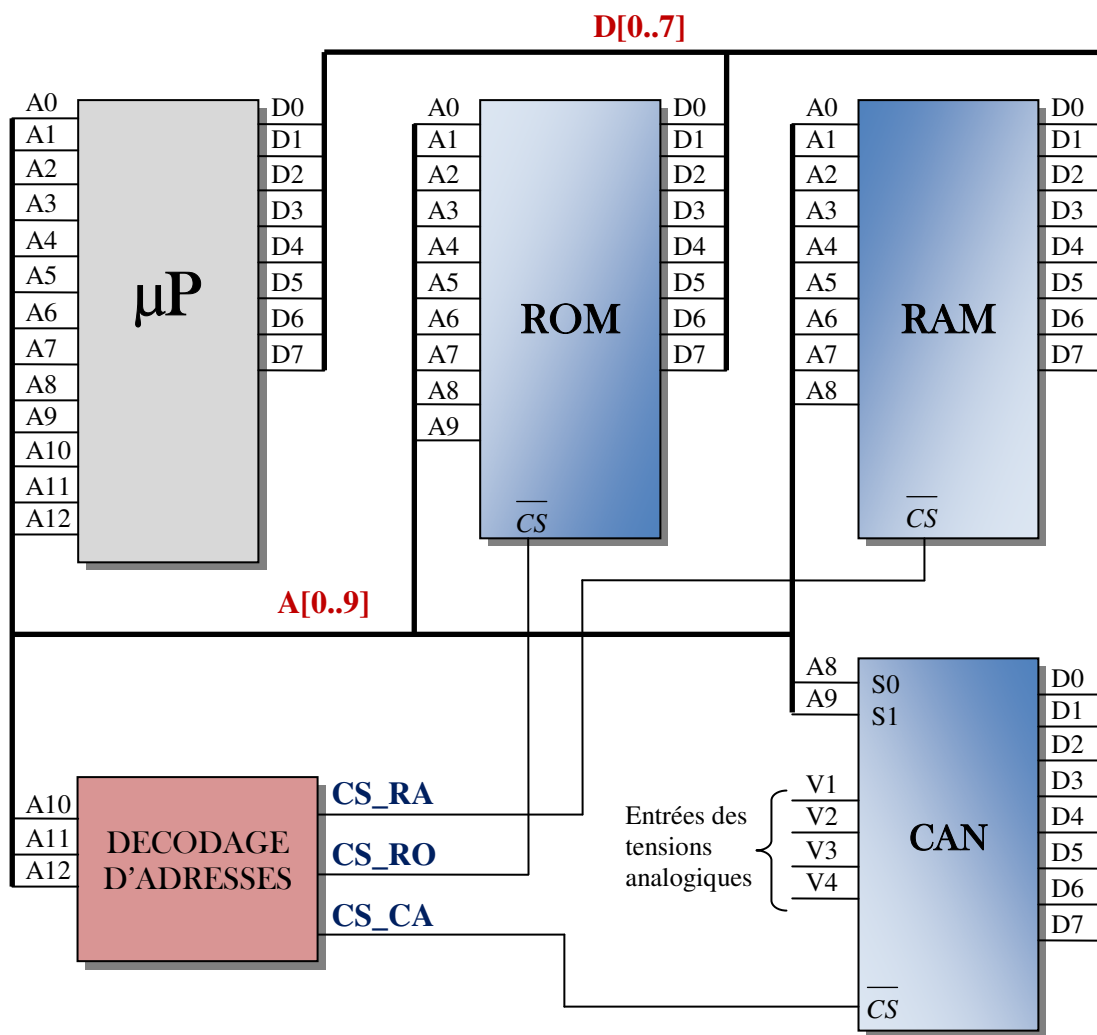 D[0..7]
A0
A1
A2
A3
A4
A5
A6
A7
A8
A9
A10
A11
A12
µP
D0
D1
D2
D3
D4
D5
D6
D7
A0
A1
A2
A3
A4
A5
A6
A7
A8
A9
ROM
CS
D0
D1
D2
D3
D4
D5
D6
D7
A0
A1
A2
A3
A4
A5
A6
A7
A8
RAM
CS
D0
D1
D2
D3
D4
D5
D6
D7
A[0..9]
A10
A11
A12
DECODAGE
D'ADRESSES
CS_RA
CS_RO
CS_CA
Entrées des
tensions
analogiques
V1
V2
V3
V4
A8
A9
S0
S1
CAN
CS
D0
D1
D2
D3
D4
D5
D6
D7